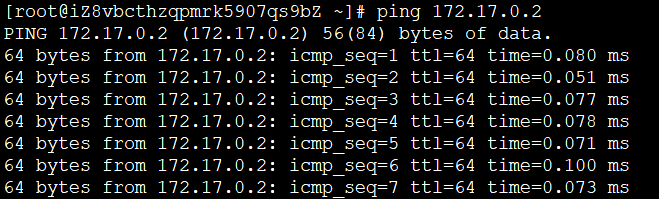 [root@iZ8vbcthzqpmrk5907qs9bZ ~]# ping 172.17.0.2
PING 172.17.0.2 (172.17.0.2) 56(84) bytes of data.
64 bytes from 172.17.0.2: icmp_seq=1 ttl=64 time=0.080 ms
64 bytes from 172.17.0.2: icmp_seq=2 ttl=64 time=0.051 ms
64 bytes from 172.17.0.2: icmp_seq=3 ttl=64 time=0.077 ms
64 bytes from 172.17.0.2: icmp_seq=4 ttl=64 time=0.078 ms
64 bytes from 172.17.0.2: icmp_seq=5 ttl=64 time=0.071 ms
64 bytes from 172.17.0.2: icmp_seq=6 ttl=64 time=0.100 ms
64 bytes from 172.17.0.2: icmp_seq=7 ttl=64 time=0.073 ms